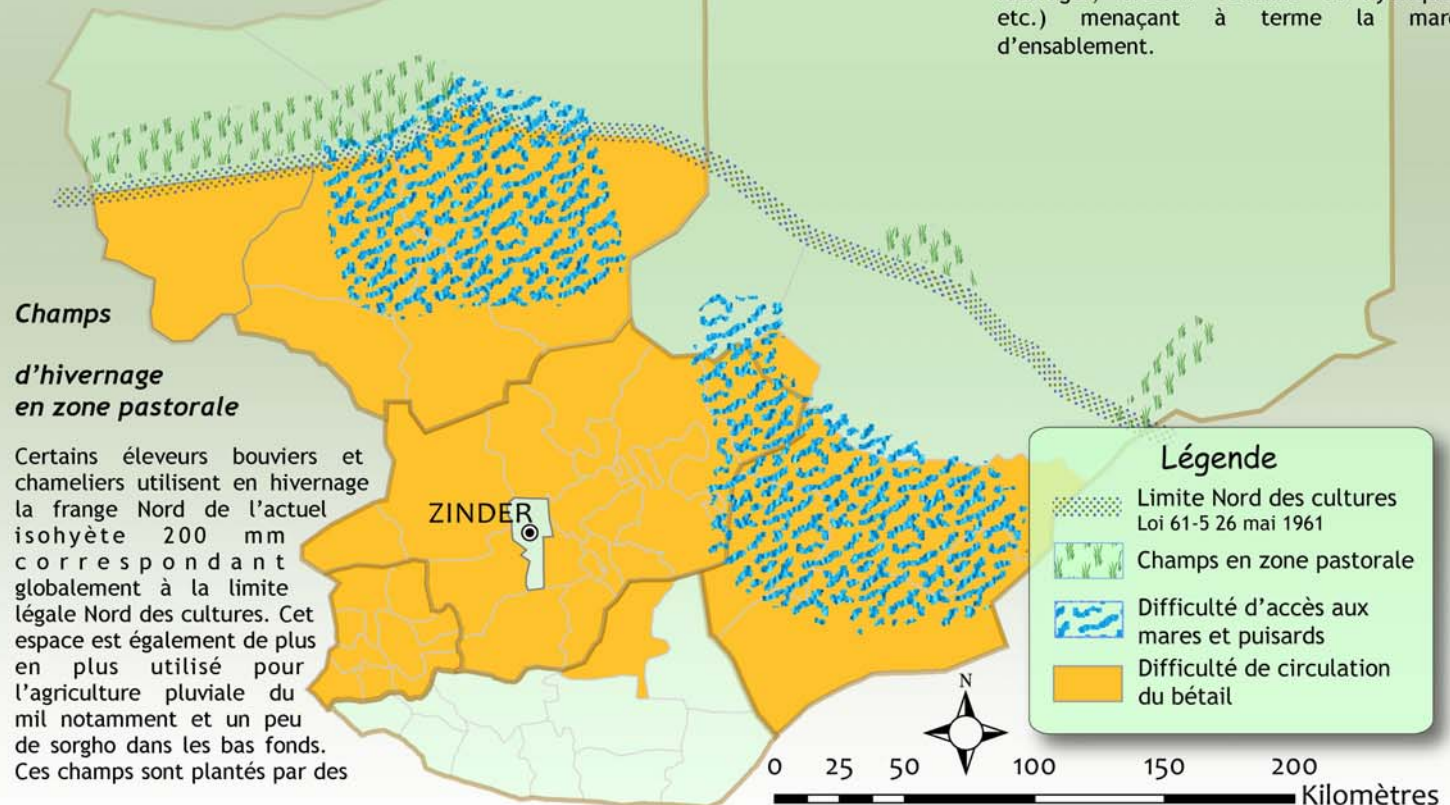 etc.) menaçant à terme la mare
d’ensablement.
Champs
d’hivernage
en zone pastorale
Certains éleveurs bouviers et
chameliers utilisent en hivernage
la frange Nord de l’actuel
isohyète 200 mm
correspondant
globalement à la limite
légale Nord des cultures. Cet
espace est également de plus
en plus utilisé pour
l’agriculture pluviale du
mil notamment et un peu
de sorgho dans les bas fonds.
Ces champs sont plantés par des
ZINDER
Légende
Limite Nord des cultures
Loi 61-5 26 mai 1961
Champs en zone pastorale
Difficulté d’accès aux
mares et puisards
Difficulté de circulation
du bétail
N
0 25 50 100 150 200
Kilomètres